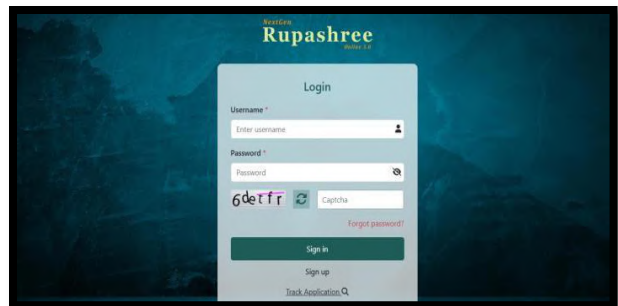 NextGen
Rupashree
Online 2.0
Login
Username *
Enter username
Password *
Password
6detfr
Captcha
Forgot password?
Sign in
Sign up
Track Application